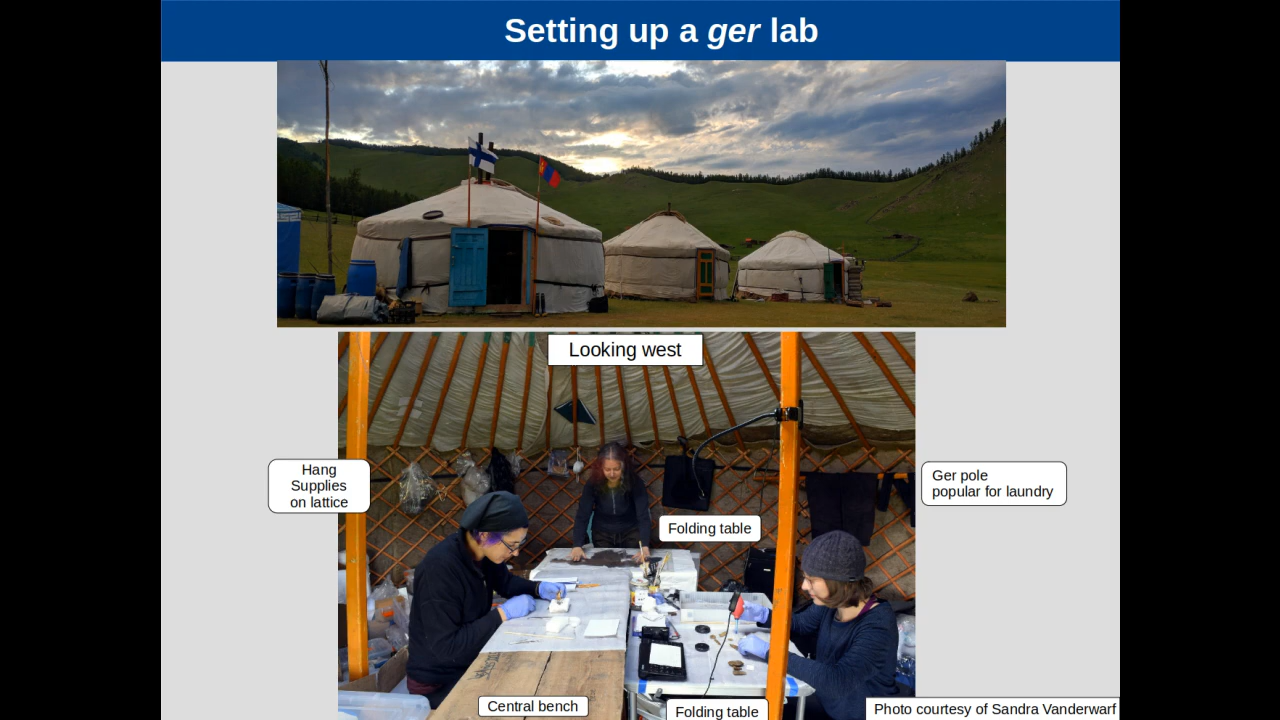 Setting up a ger lab
Looking west
Hang
Supplies
on lattice
Ger pole
popular for laundry
Folding table
Central bench
Folding table
Photo courtesy of Sandra Vanderwarf